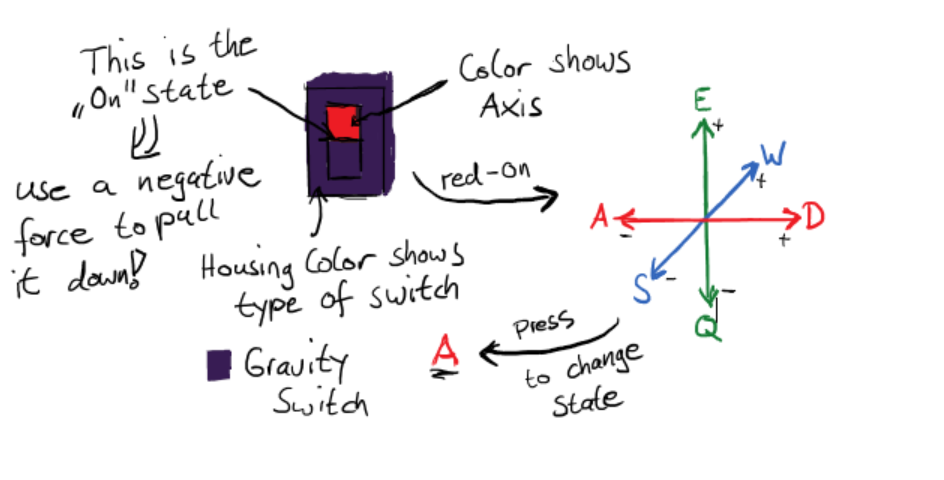 This is the
„On" state
use a negative
force to pull
it down!
Color shows
Axis
red-on
Housing Color shows
type of switch
Gravity
Switch
E
+
W
+
A
-
D
+
S
-
Q
-
A
press
to change
state